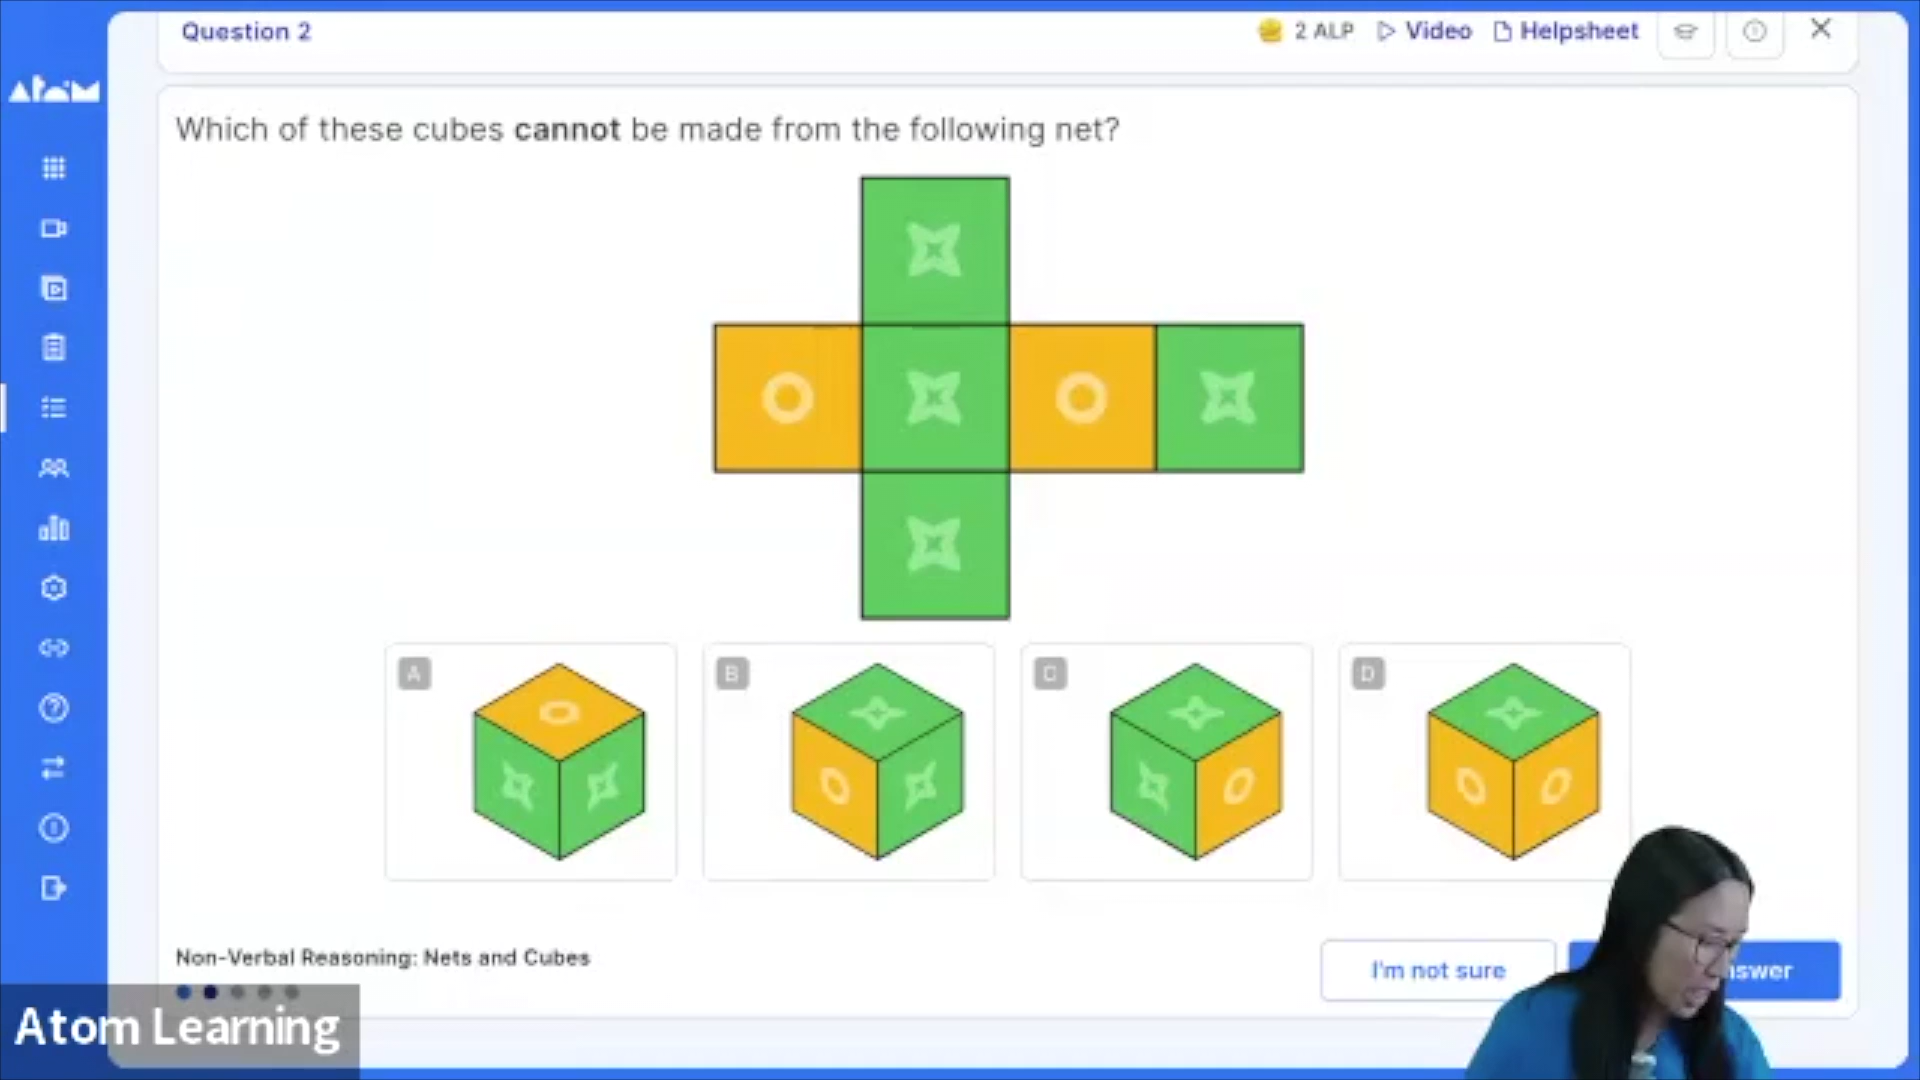 Question 2
2 ALP
Video
Helpsheet
Atom
Which of these cubes cannot be made from the following net?
A
B
C
D
Non-Verbal Reasoning: Nets and Cubes
I'm not sure
nswer
Atom Learning